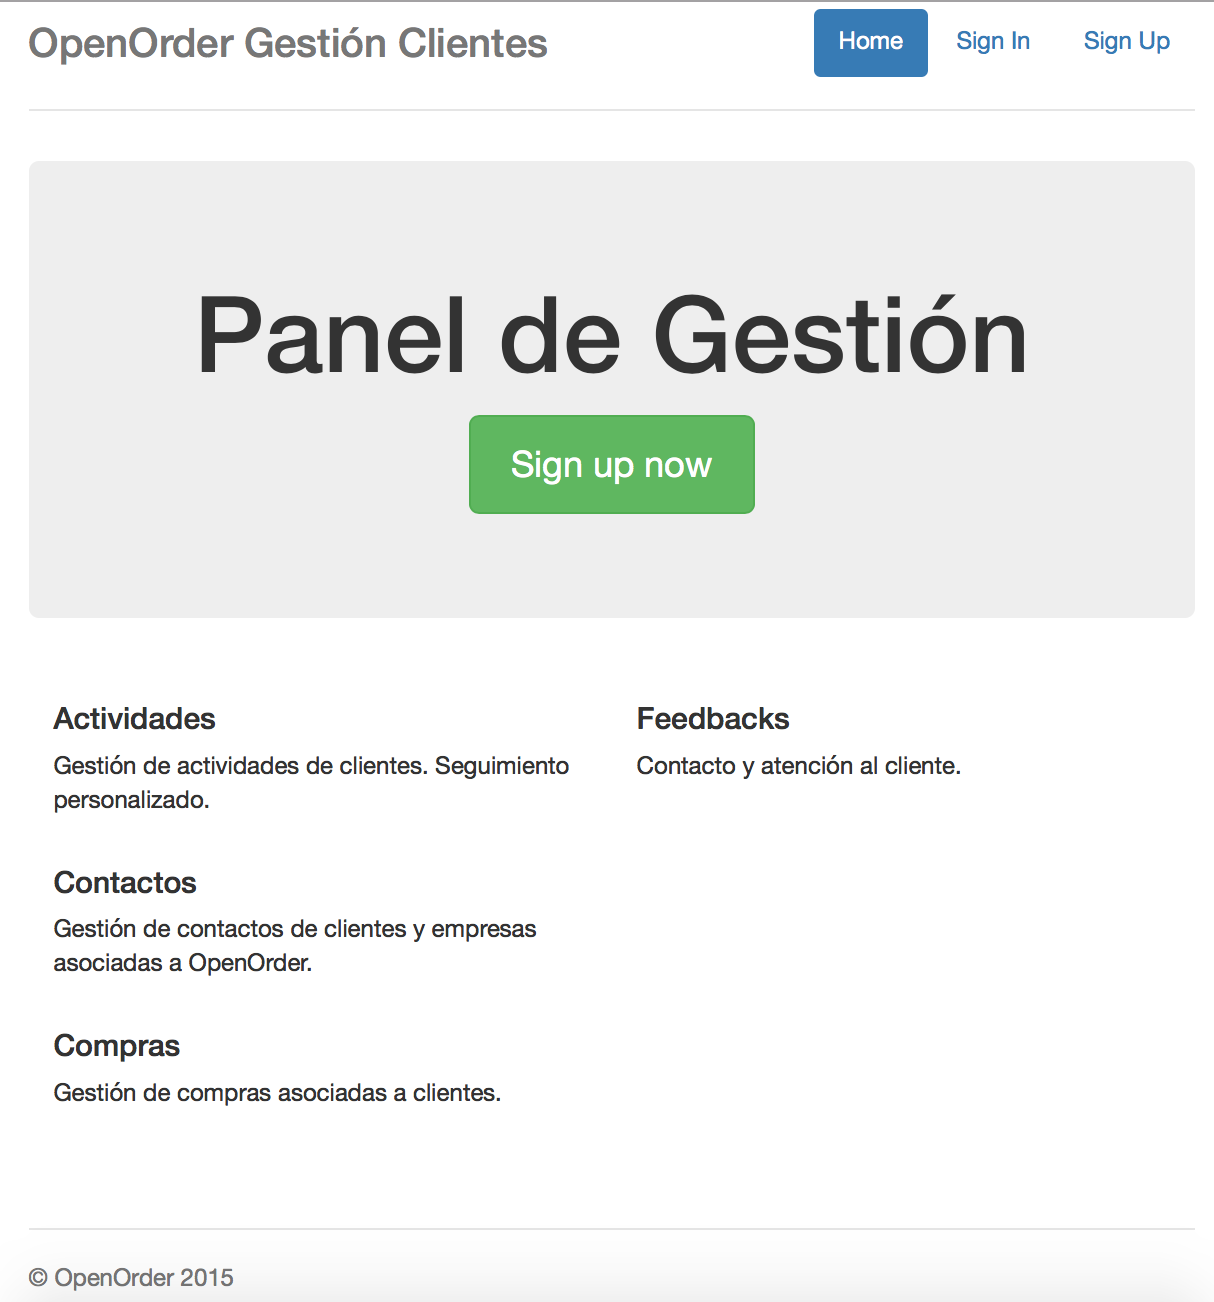 OpenOrder Gestión Clientes
Home
Sign In
Sign Up
Panel de Gestión
Sign up now
Actividades
Gestión de actividades de clientes. Seguimiento
personalizado.
Contactos
Gestión de contactos de clientes y empresas
asociadas a OpenOrder.
Compras
Gestión de compras asociadas a clientes.
Feedbacks
Contacto y atención al cliente.
© OpenOrder 2015